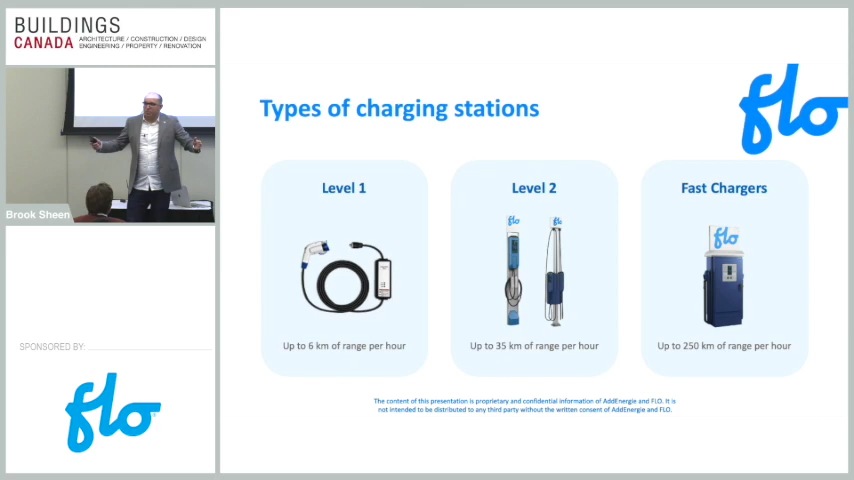 BUILDINGS
CANADA
ARCHITECTURE / CONSTRUCTION / DESIGN
ENGINEERING / PROPERTY / RENOVATION
Brook Sheen
SPONSORED BY:
flo
flo
Types of charging stations
Level 1
Up to 6 km of range per hour
Level 2
flo
flo
Up to 35 km of range per hour
Fast Chargers
flo
Up to 250 km of range per hour
The content of this presentation is proprietary and confidential information of AddEnergie and FLO. It is
not intended to be distributed to any third party without the written consent of AddEnergie and FLO.